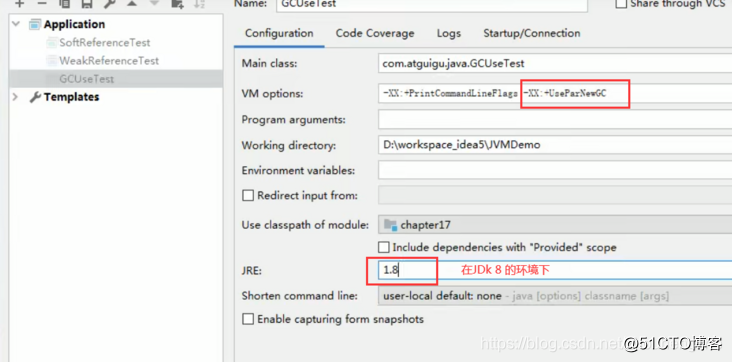 Name: GCUseTest
Share through VCS
Application
SoftReferenceTest
WeakReferenceTest
GCUseTest
Templates
Configuration Code Coverage Logs Startup/Connection
Main class: com.atguigu.java.GCUseTest
VM options: -XX:+PrintCommandLineFlags -XX:+UseParNewGC
Program arguments:
Working directory: D:\workspace_idea5\JVMDemo
Environment variables:
Redirect input from:
Use classpath of module: chapter17
Include dependencies with "Provided" scope
JRE: 1.8 在JDk 8 的环境下
Shorten command line: user-local default: none - java [options] classname [args]
Enable capturing form snapshots
https://blog.csdn.net
@51CTO博客